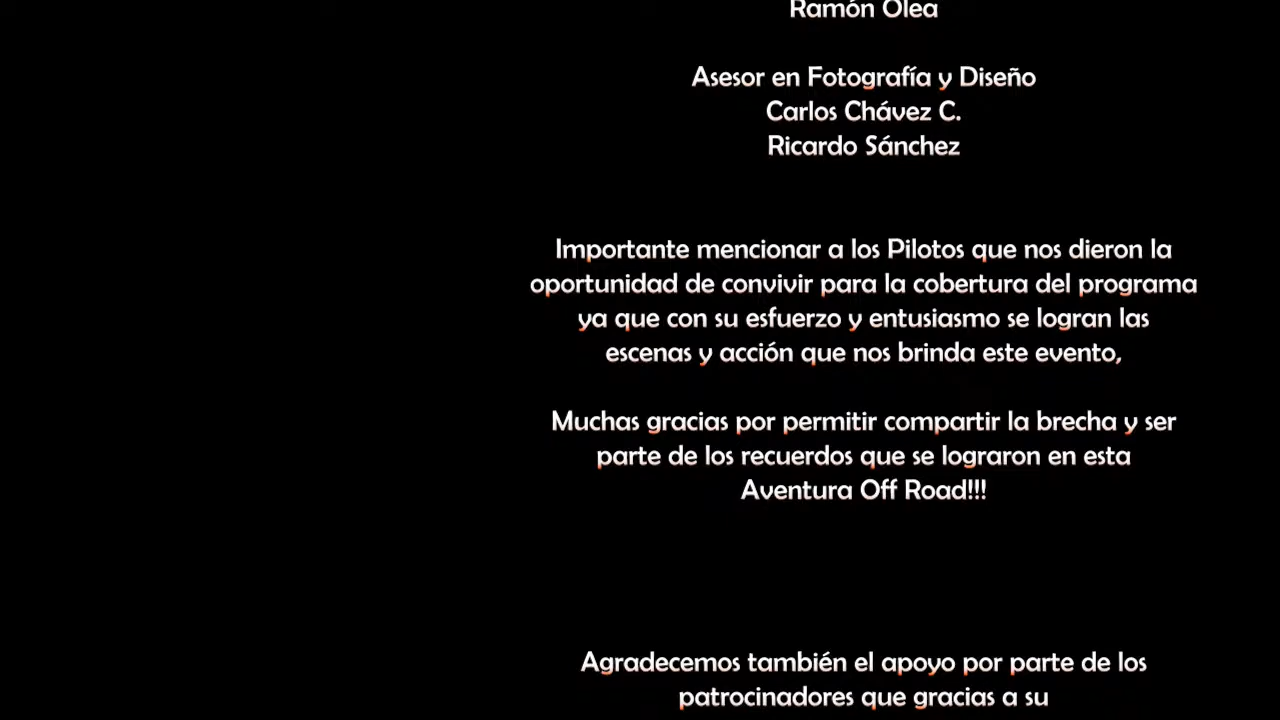 Ramón Olea
Asesor en Fotografía y Diseño
Carlos Chávez C.
Ricardo Sánchez
Importante mencionar a los Pilotos que nos dieron la
oportunidad de convivir para la cobertura del programa
ya que con su esfuerzo y entusiasmo se logran las
escenas y acción que nos brinda este evento,
Muchas gracias por permitir compartir la brecha y ser
parte de los recuerdos que se lograron en esta
Aventura Off Road!!!
Agradecemos también el apoyo por parte de los
patrocinadores que gracias a su